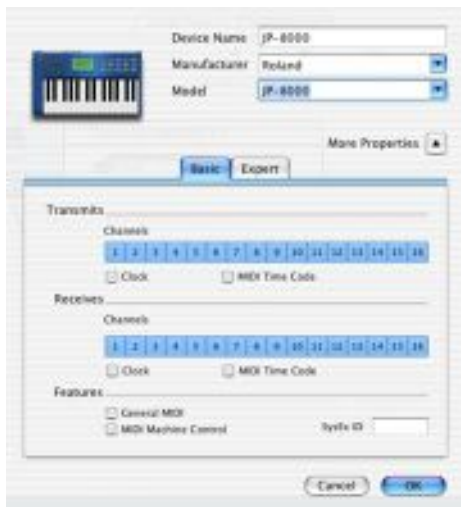 Device Name JP-8000
Manufacturer Roland
Model JP-8000
More Properties
Basic Expert
Transmits
Channels
1 2 3 4 5 6 7 8 9 10 11 12 13 14 15 16
Clock MIDI Time Code
Receives
Channels
1 2 3 4 5 6 7 8 9 10 11 12 13 14 15 16
Clock MIDI Time Code
Features
General MIDI
MIDI Machine Control SysEx ID
Cancel OK